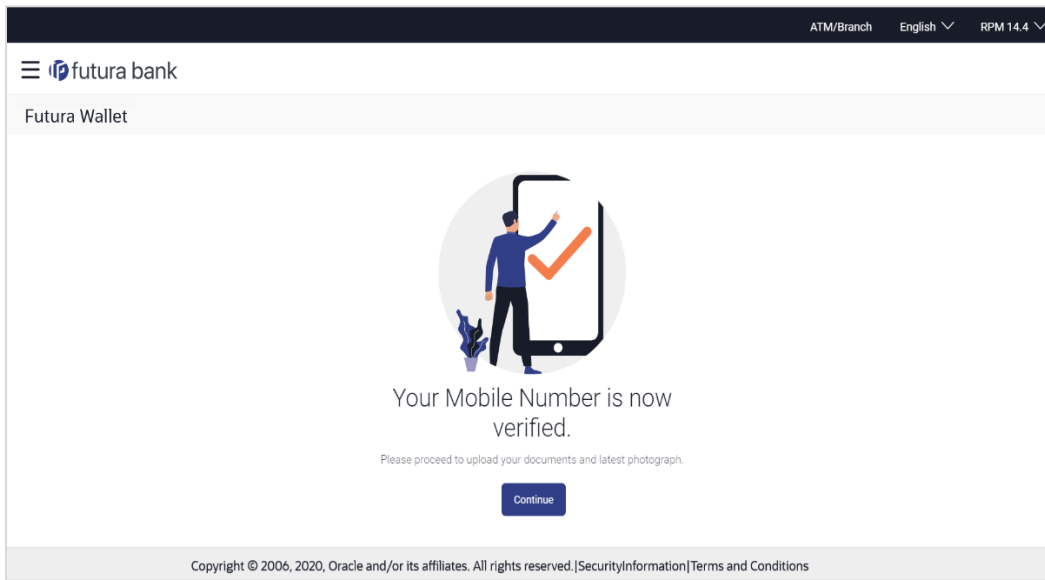 ATM/Branch English RPM 14.4
futura bank
Futura Wallet
Your Mobile Number is now
verified.
Please proceed to upload your documents and latest photograph.
Continue
Copyright © 2006, 2020, Oracle and/or its affiliates. All rights reserved.|SecurityInformation|Terms and Conditions